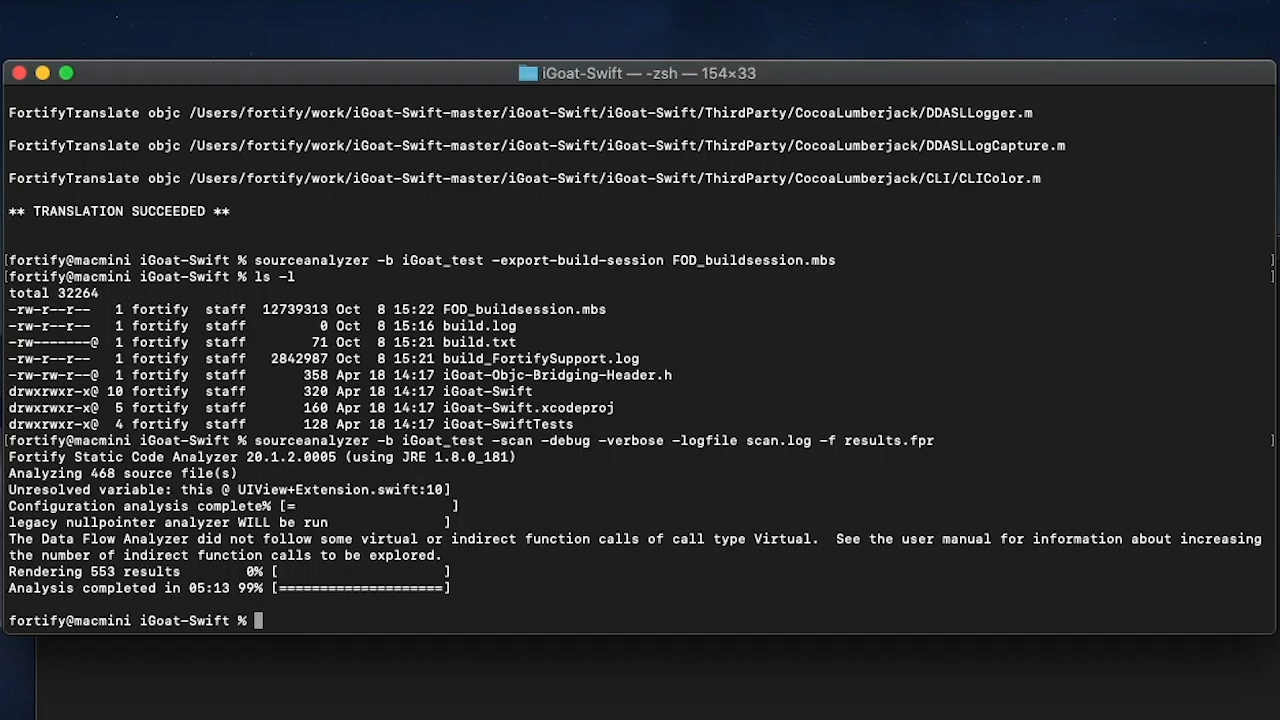 iGoat-Swift — -zsh — 154×33
FortifyTranslate objc /Users/fortify/work/iGoat-Swift-master/iGoat-Swift/iGoat-Swift/ThirdParty/CocoaLumberjack/DDASLLogger.m
FortifyTranslate objc /Users/fortify/work/iGoat-Swift-master/iGoat-Swift/iGoat-Swift/ThirdParty/CocoaLumberjack/DDASLLogCapture.m
FortifyTranslate objc /Users/fortify/work/iGoat-Swift-master/iGoat-Swift/iGoat-Swift/ThirdParty/CocoaLumberjack/CLI/CLIColor.m
** TRANSLATION SUCCEEDED **
[fortify@macmini iGoat-Swift % sourceanalyzer -b iGoat_test -export-build-session FOD_buildsession.mbs ]
[fortify@macmini iGoat-Swift % ls -l ]
total 32264
-rw-r--r--   1 fortify  staff  12739313 Oct  8 15:22 FOD_buildsession.mbs
-rw-r--r--   1 fortify  staff         0 Oct  8 15:16 build.log
-rw-------@  1 fortify  staff        71 Oct  8 15:21 build.txt
-rw-r--r--   1 fortify  staff   2842987 Oct  8 15:21 build_FortifySupport.log
-rw-r--r--@  1 fortify  staff       358 Apr 18 14:17 iGoat-Objc-Bridging-Header.h
drwxrwxr-x@ 10 fortify  staff       320 Apr 18 14:17 iGoat-Swift
drwxrwxr-x@  5 fortify  staff       160 Apr 18 14:17 iGoat-Swift.xcodeproj
drwxrwxr-x@  4 fortify  staff       128 Apr 18 14:17 iGoat-SwiftTests
[fortify@macmini iGoat-Swift % sourceanalyzer -b iGoat_test -scan -debug -verbose -logfile scan.log -f results.fpr ]
Fortify Static Code Analyzer 20.1.2.0005 (using JRE 1.8.0_181)
Analyzing 468 source file(s)
Unresolved variable: this @ UIView+Extension.swift:10]
Configuration analysis complete% [=                   ]
legacy nullpointer analyzer WILL be run              ]
The Data Flow Analyzer did not follow some virtual or indirect function calls of call type Virtual.  See the user manual for information about increasing
the number of indirect function calls to be explored.
Rendering 553 results        0% [                    ]
Analysis completed in 05:13 99% [====================]
fortify@macmini iGoat-Swift %